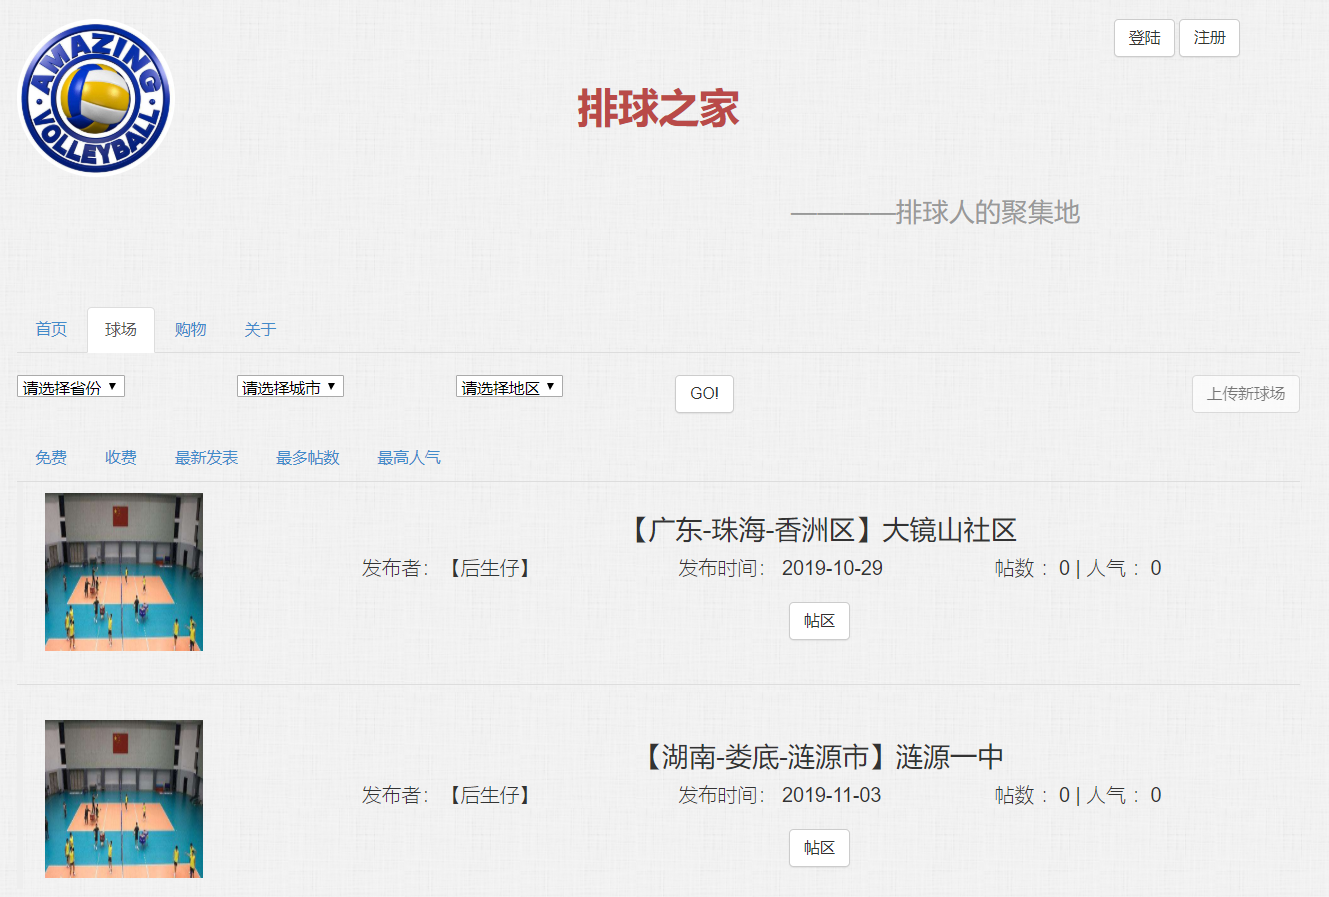 AMAZING
VOLLEYBALL
登陆 注册
排球之家
————排球人的聚集地
首页 球场 购物 关于
请选择省份 请选择城市 请选择地区 GO! 上传新球场
免费 收费 最新发表 最多帖数 最高人气
【广东-珠海-香洲区】大镜山社区
发布者： 【后生仔】 发布时间： 2019-10-29 帖数 ：0 | 人气 ：0
帖区
【湖南-娄底-涟源市】涟源一中
发布者： 【后生仔】 发布时间： 2019-11-03 帖数 ：0 | 人气 ：0
帖区